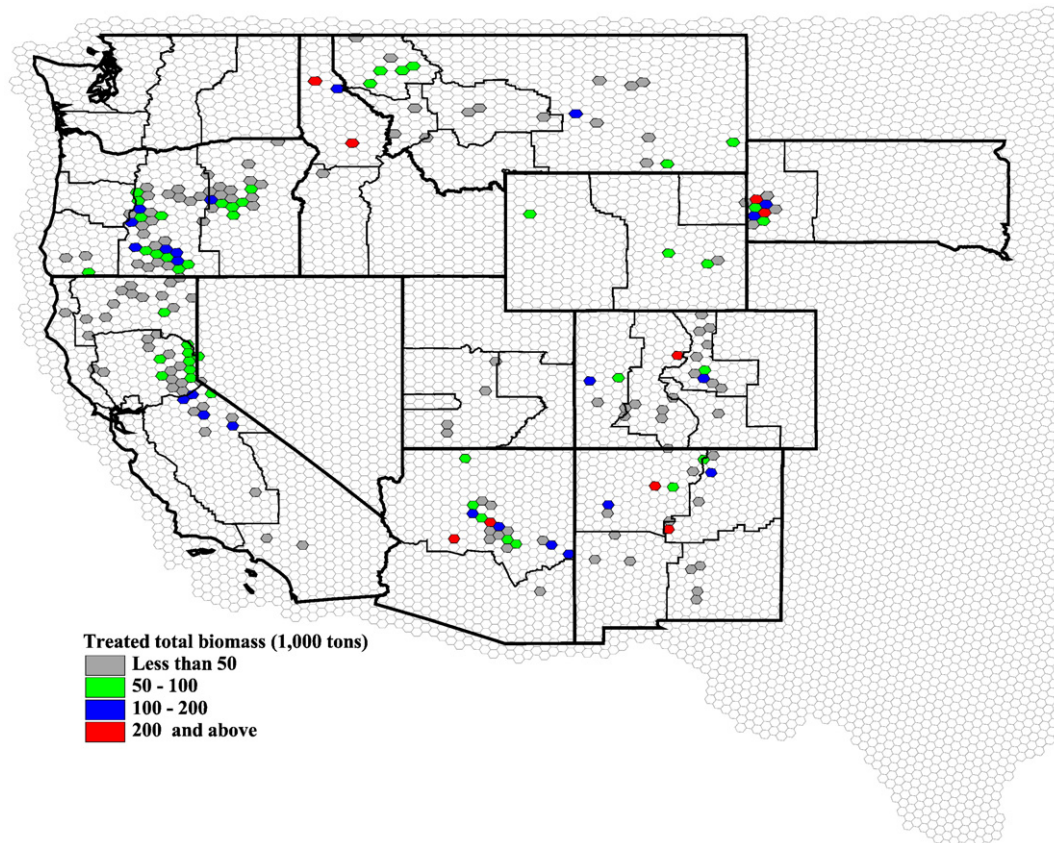 Treated total biomass (1,000 tons)
Less than 50
50 - 100
100 - 200
200 and above